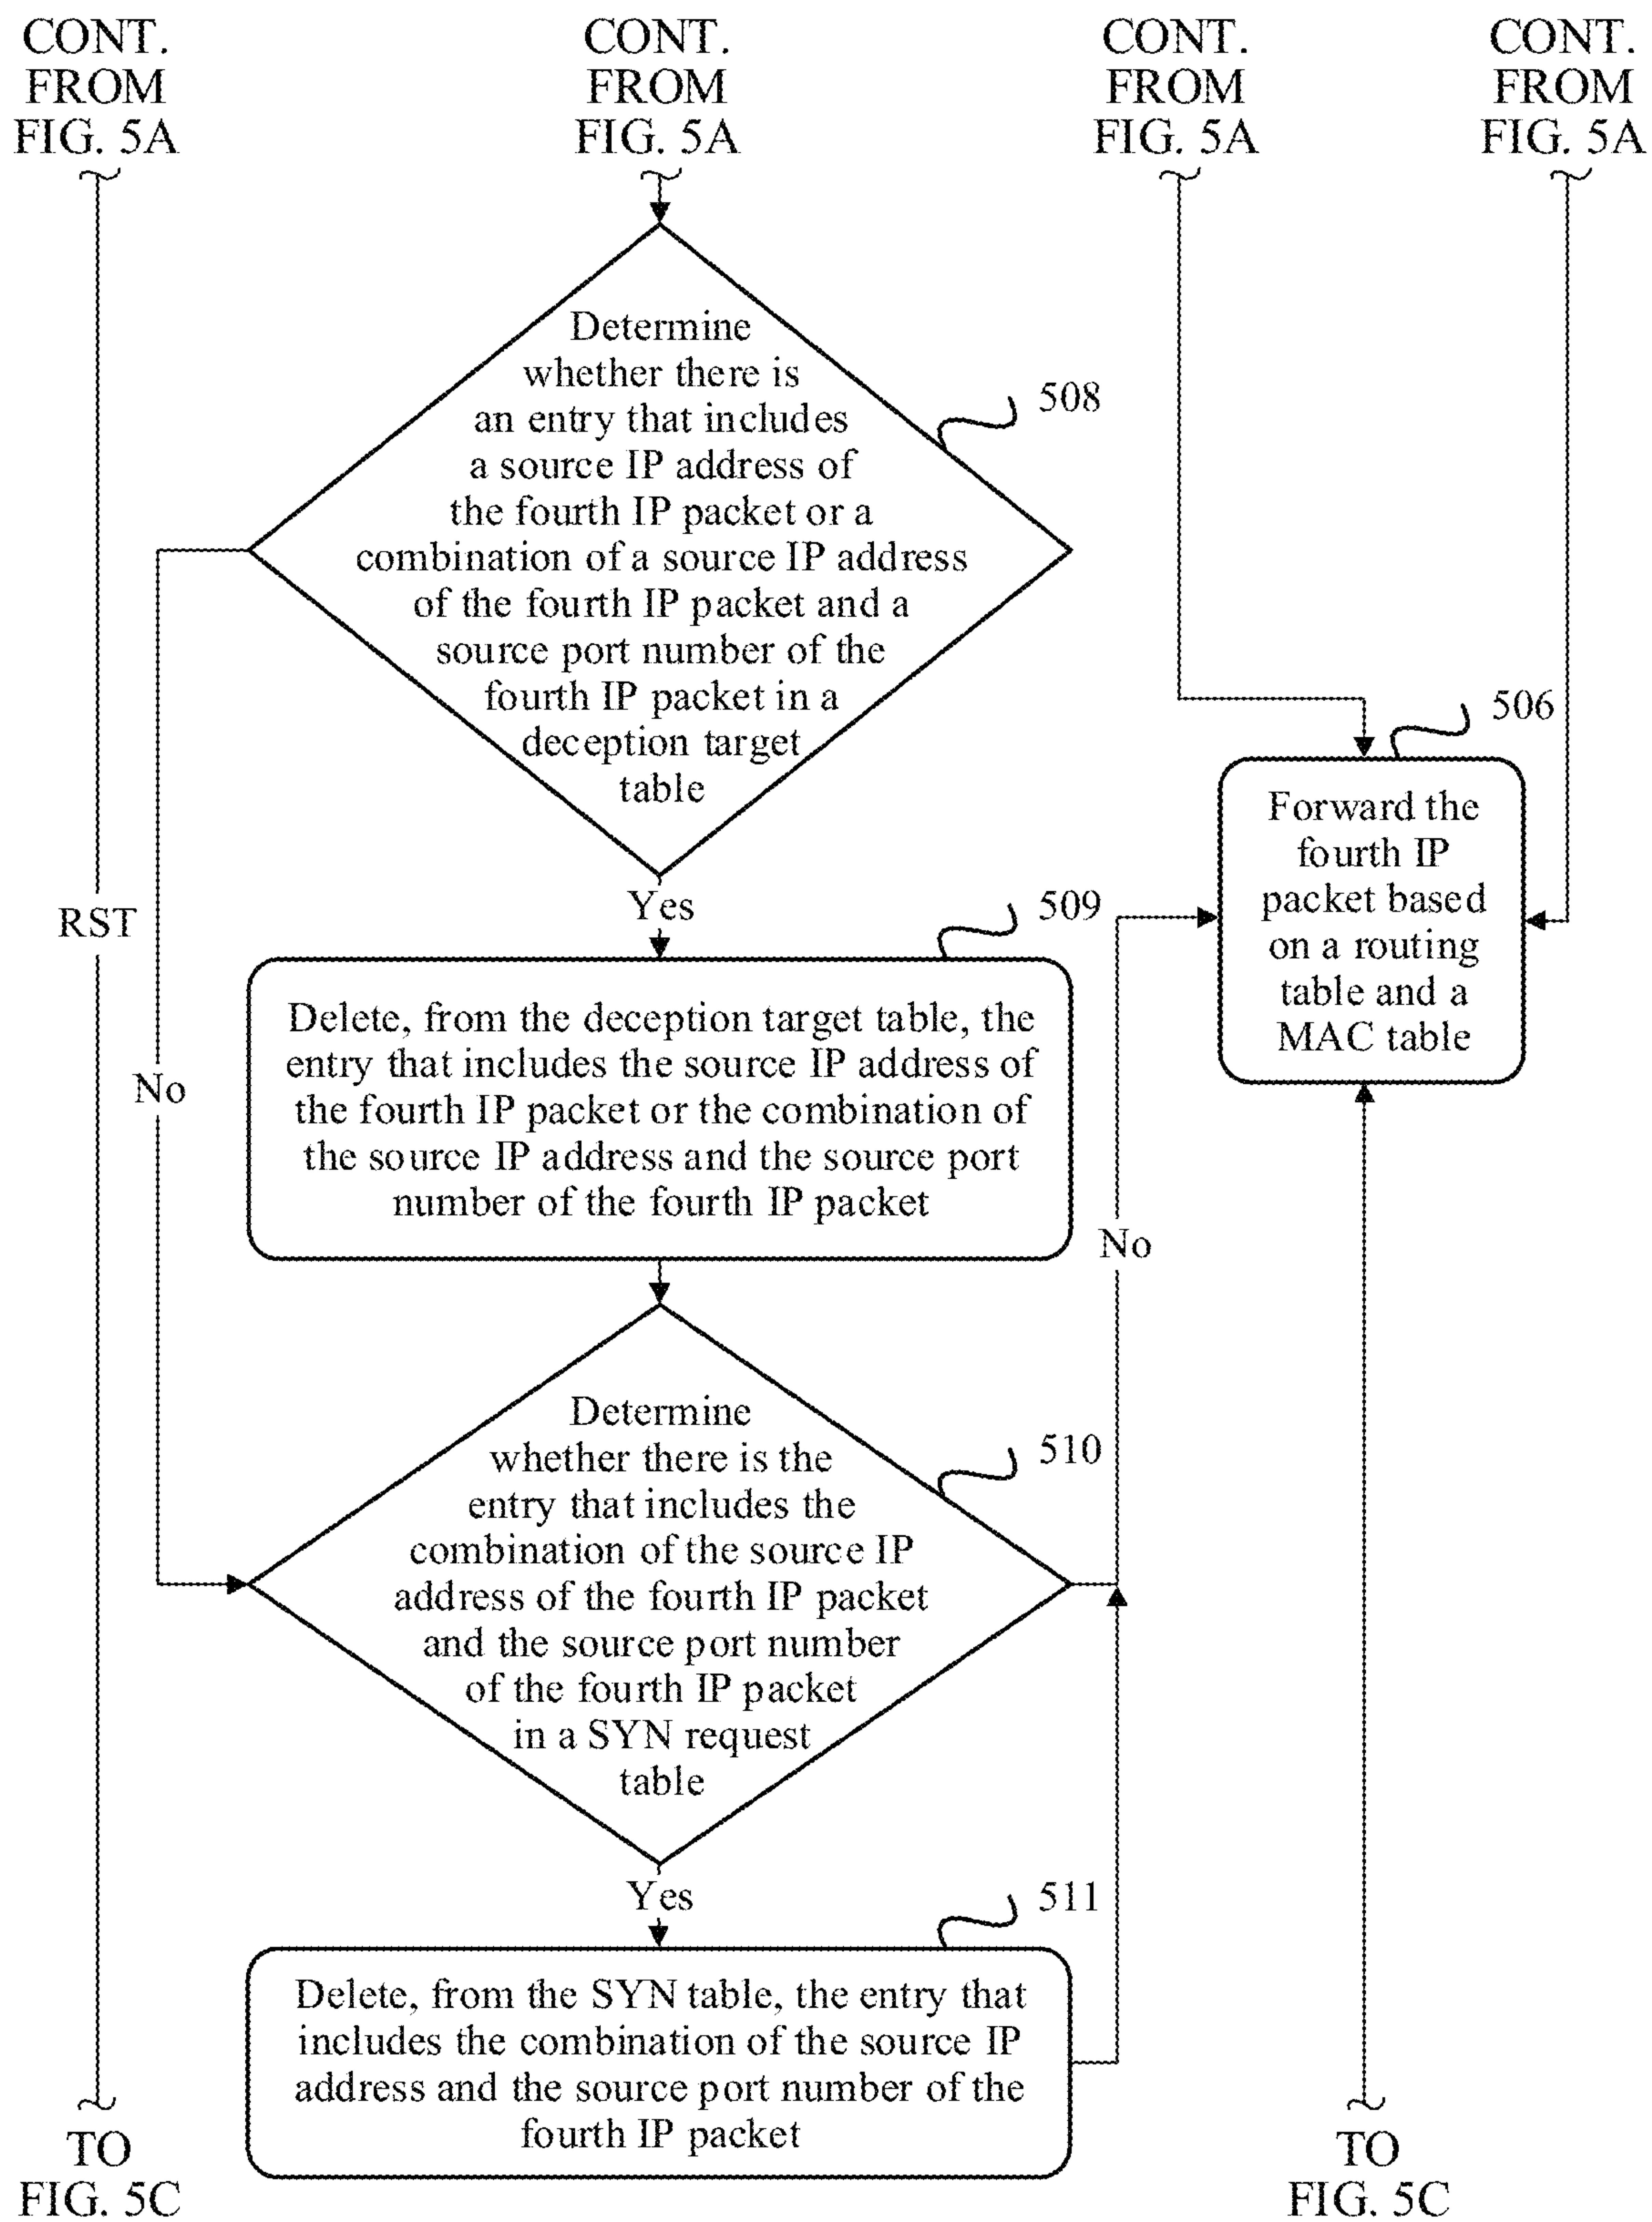 CONT.
FROM
FIG. 5A
CONT.
FROM
FIG. 5A
CONT.
FROM
FIG. 5A
CONT.
FROM
FIG. 5A
Determine
whether there is
an entry that includes
a source IP address of
the fourth IP packet or a
combination of a source IP address
of the fourth IP packet and a
source port number of the
fourth IP packet in a
deception target
table
508
506
Forward the
fourth IP
packet based
on a routing
table and a
MAC table
Yes
RST
509
Delete, from the deception target table, the
entry that includes the source IP address of
the fourth IP packet or the combination of
the source IP address and the source port
number of the fourth IP packet
No
No
Determine
whether there is the
entry that includes the
combination of the source IP
address of the fourth IP packet
and the source port number
of the fourth IP packet
in a SYN request
table
510
Yes
511
Delete, from the SYN table, the entry that
includes the combination of the source IP
address and the source port number of the
fourth IP packet
TO
FIG. 5C
TO
FIG. 5C